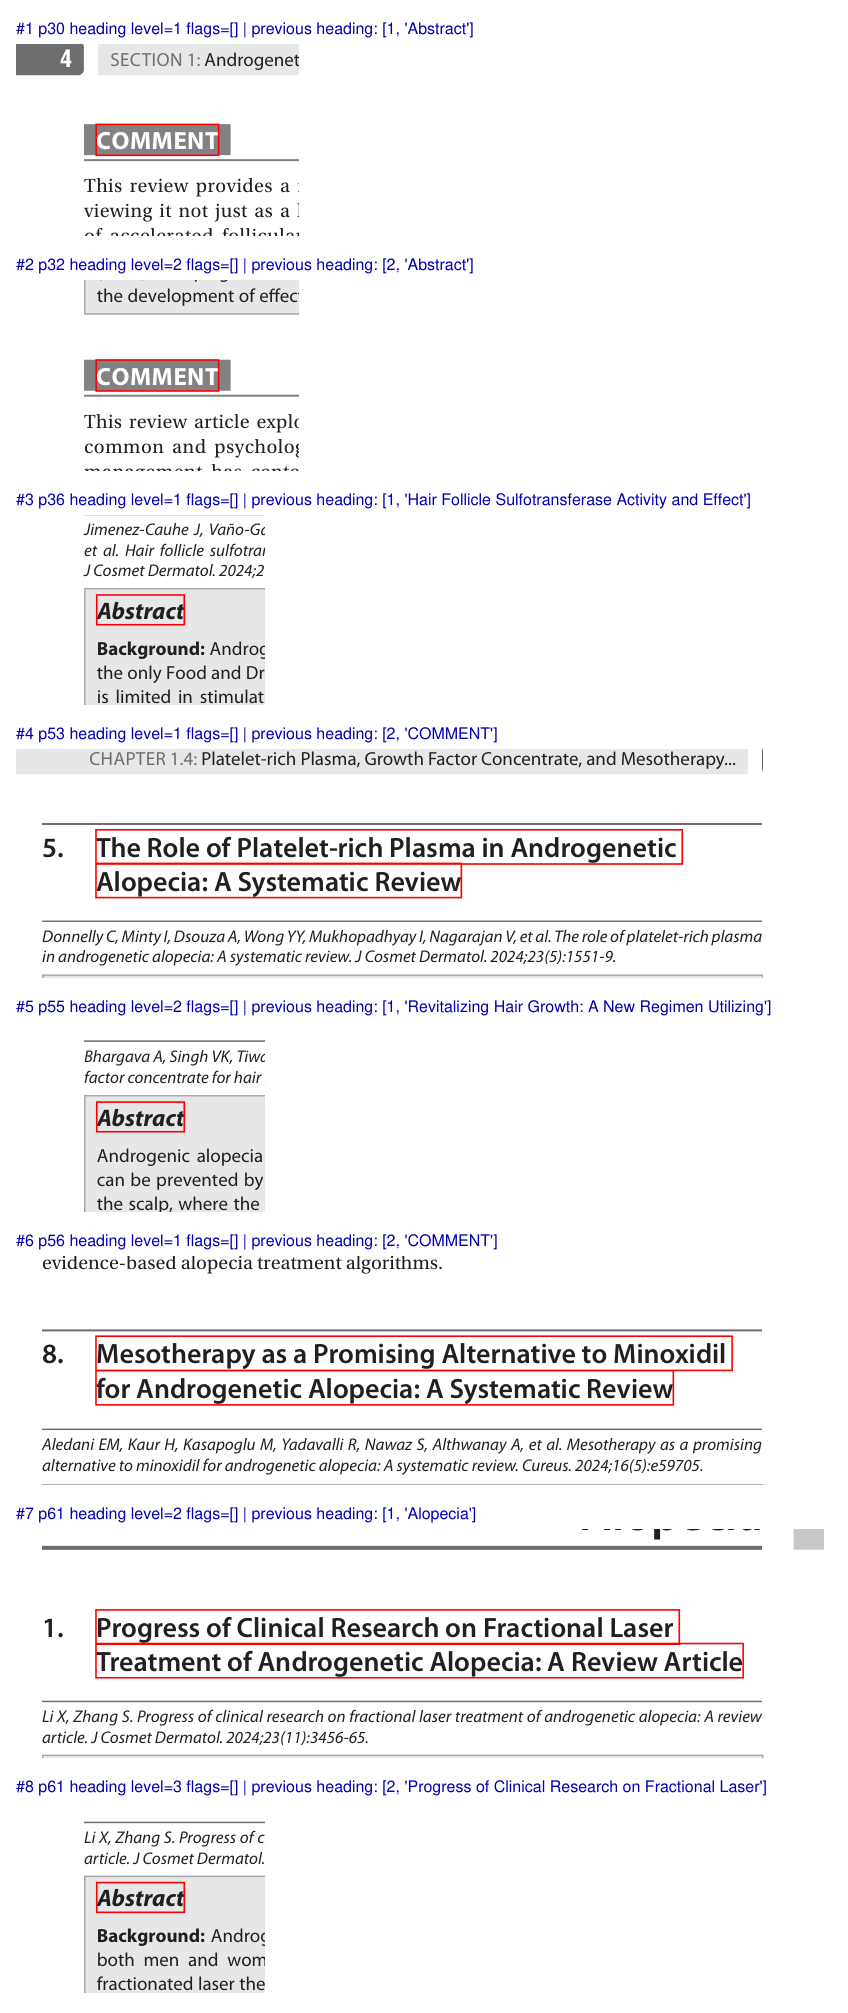 #1 p30 heading level=1 flags=[] | previous heading: [1, 'Abstract']
4 SECTION 1: Androgenet
COMMENT
This review provides a
viewing it not just as a
of accelerated follicular
#2 p32 heading level=2 flags=[] | previous heading: [2, 'Abstract']
the development of effec
COMMENT
This review article explo
common and psycholog
management has conte
#3 p36 heading level=1 flags=[] | previous heading: [1, 'Hair Follicle Sulfotransferase Activity and Effect']
Jimenez-Cauhe J, Vaño-Ga
et al. Hair follicle sulfotran
J Cosmet Dermatol. 2024;2
Abstract
Background: Androg
the only Food and Dr
is limited in stimulat
#4 p53 heading level=1 flags=[] | previous heading: [2, 'COMMENT']
CHAPTER 1.4: Platelet-rich Plasma, Growth Factor Concentrate, and Mesotherapy...
5. The Role of Platelet-rich Plasma in Androgenetic
Alopecia: A Systematic Review
Donnelly C, Minty I, Dsouza A, Wong YY, Mukhopadhyay I, Nagarajan V, et al. The role of platelet-rich plasma
in androgenetic alopecia: A systematic review. J Cosmet Dermatol. 2024;23(5):1551-9.
#5 p55 heading level=2 flags=[] | previous heading: [1, 'Revitalizing Hair Growth: A New Regimen Utilizing']
Bhargava A, Singh VK, Tiwa
factor concentrate for hair
Abstract
Androgenic alopecia
can be prevented by
the scalp, where the
#6 p56 heading level=1 flags=[] | previous heading: [2, 'COMMENT']
evidence-based alopecia treatment algorithms.
8. Mesotherapy as a Promising Alternative to Minoxidil
for Androgenetic Alopecia: A Systematic Review
Aledani EM, Kaur H, Kasapoglu M, Yadavalli R, Nawaz S, Althwanay A, et al. Mesotherapy as a promising
alternative to minoxidil for androgenetic alopecia: A systematic review. Cureus. 2024;16(5):e59705.
#7 p61 heading level=2 flags=[] | previous heading: [1, 'Alopecia']
1. Progress of Clinical Research on Fractional Laser
Treatment of Androgenetic Alopecia: A Review Article
Li X, Zhang S. Progress of clinical research on fractional laser treatment of androgenetic alopecia: A review
article. J Cosmet Dermatol. 2024;23(11):3456-65.
#8 p61 heading level=3 flags=[] | previous heading: [2, 'Progress of Clinical Research on Fractional Laser']
Li X, Zhang S. Progress of c
article. J Cosmet Dermatol.
Abstract
Background: Androg
both men and wom
fractionated laser the